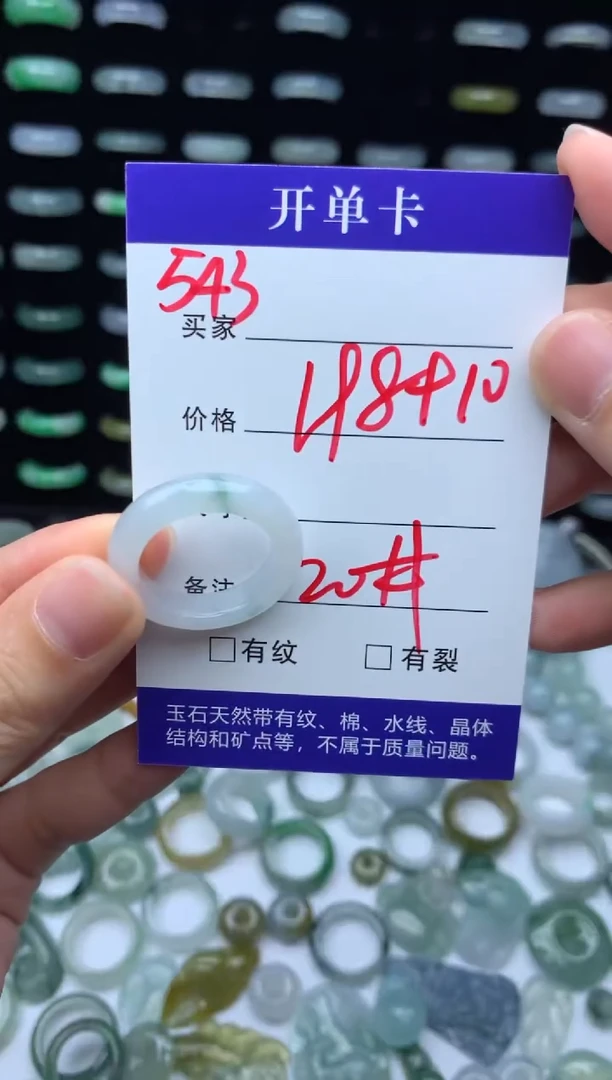 开单卡
543
买家
价格
备注 20#
□有纹 □有裂
玉石天然带有纹、棉、水线、晶体
结构和矿点等，不属于质量问题。